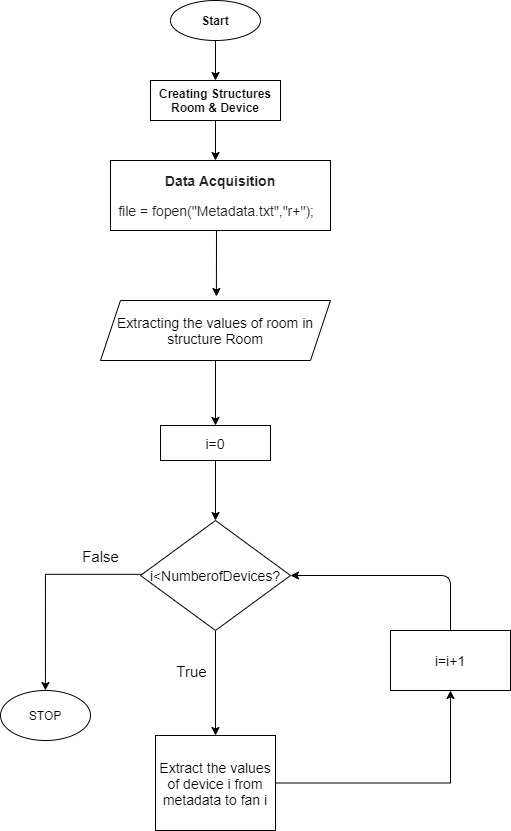 Start
Creating Structures
Room & Device
Data Acquisition
file = fopen("Metadata.txt","r+");
Extracting the values of room in
structure Room
i=0
False
i<NumberofDevices?
i=i+1
True
STOP
Extract the values
of device i from
metadata to fan i